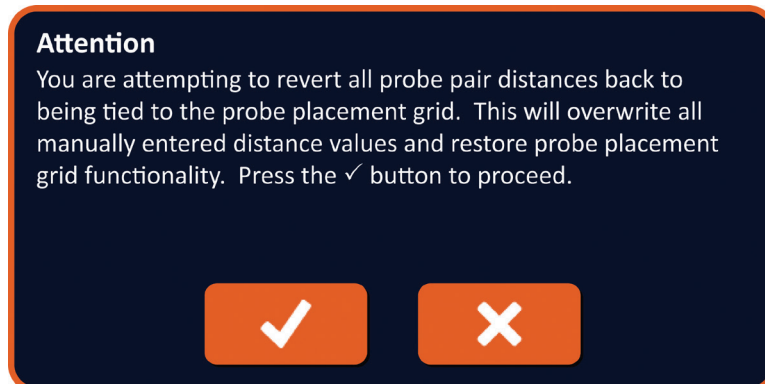 Attention
You are attempting to revert all probe pair distances back to
being tied to the probe placement grid.  This will overwrite all
manually entered distance values and restore probe placement
grid functionality.  Press the ✓ button to proceed.